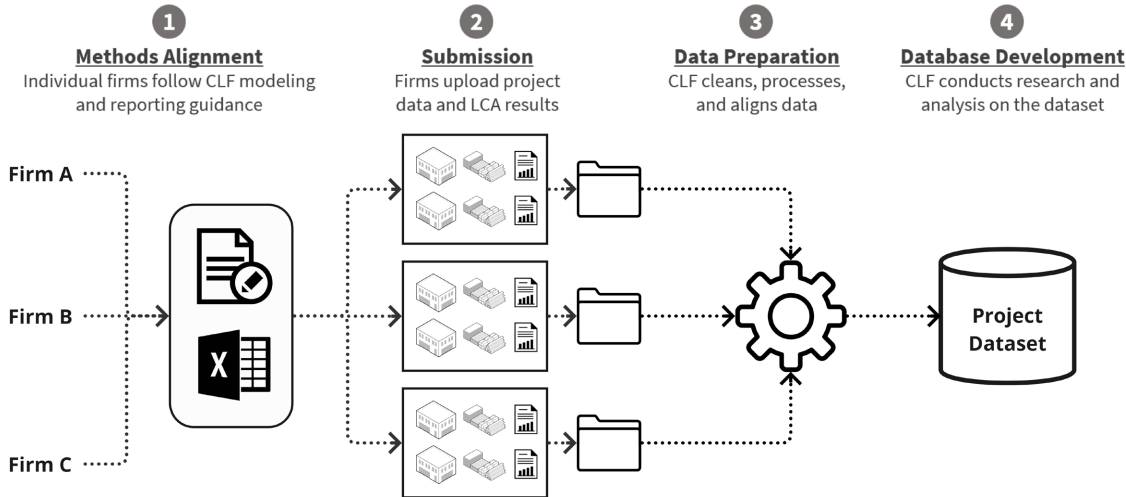 1
Methods Alignment
Individual firms follow CLF modeling
and reporting guidance
2
Submission
Firms upload project
data and LCA results
3
Data Preparation
CLF cleans, processes,
and aligns data
4
Database Development
CLF conducts research and
analysis on the dataset
Firm A
Firm B
Firm C
X
Project
Dataset